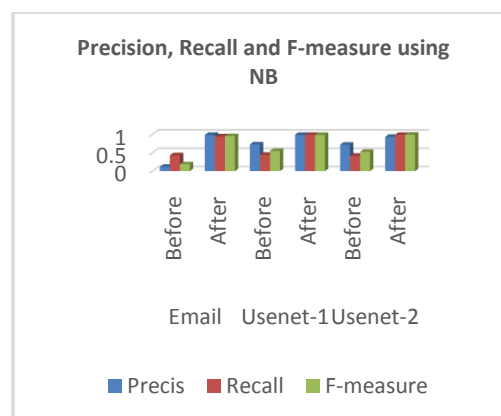 Precision, Recall and F-measure using
NB
1
0.5
0
Before After Before After Before After
Email Usenet-1 Usenet-2
Precis Recall F-measure